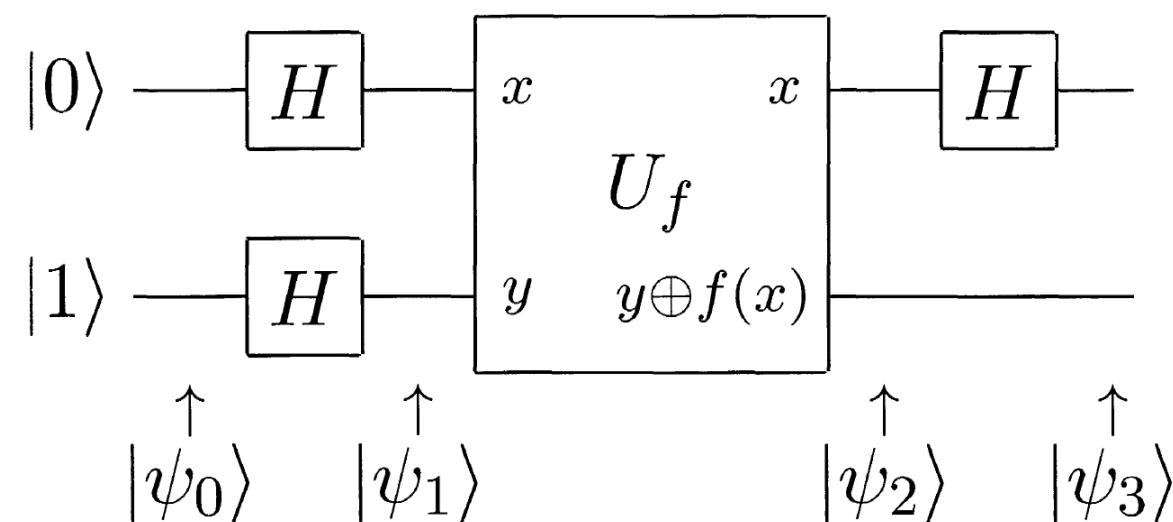 |0⟩ H x x H
U_f
|1⟩ H y y⊕f(x)
↑ ↑ ↑ ↑
|ψ₀⟩ |ψ₁⟩ |ψ₂⟩ |ψ₃⟩